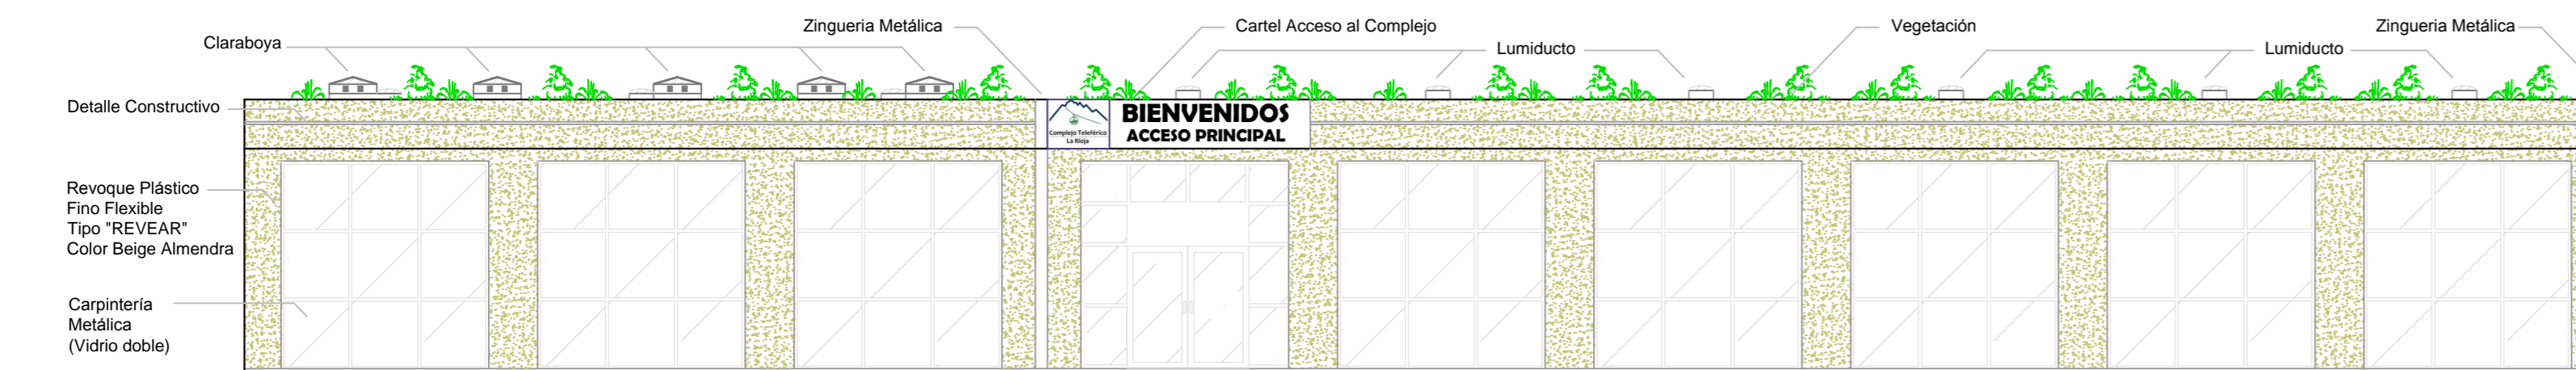 Zingueria Metálica
Cartel Acceso al Complejo
Vegetación
Zingueria Metálica
Claraboya
Lumiducto
Lumiducto
Detalle Constructivo
BIENVENIDOS
ACCESO PRINCIPAL
Complejo Teleférico
La Rioja
Revoque Plástico
Fino Flexible
Tipo "REVEAR"
Color Beige Almendra
Carpintería
Metálica
(Vidrio doble)